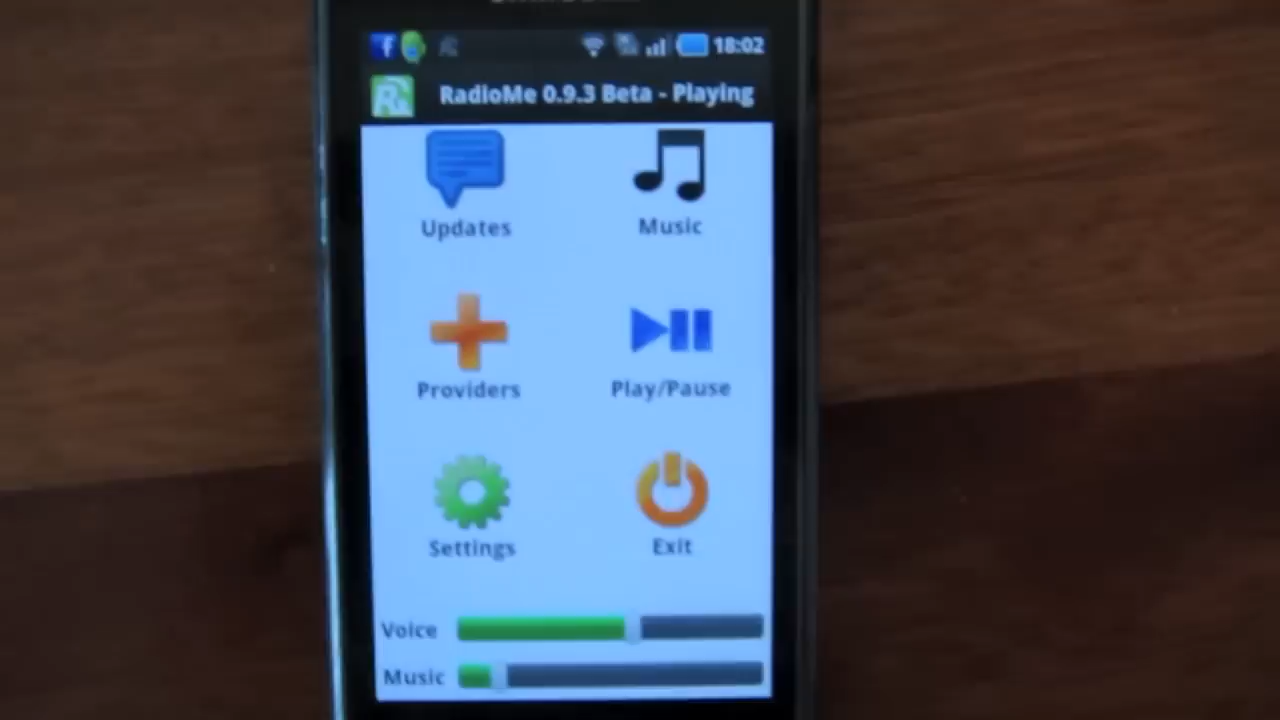 18:02
RadioMe 0.9.3 Beta - Playing
Updates
Music
Providers
Play/Pause
Settings
Exit
Voice
Music